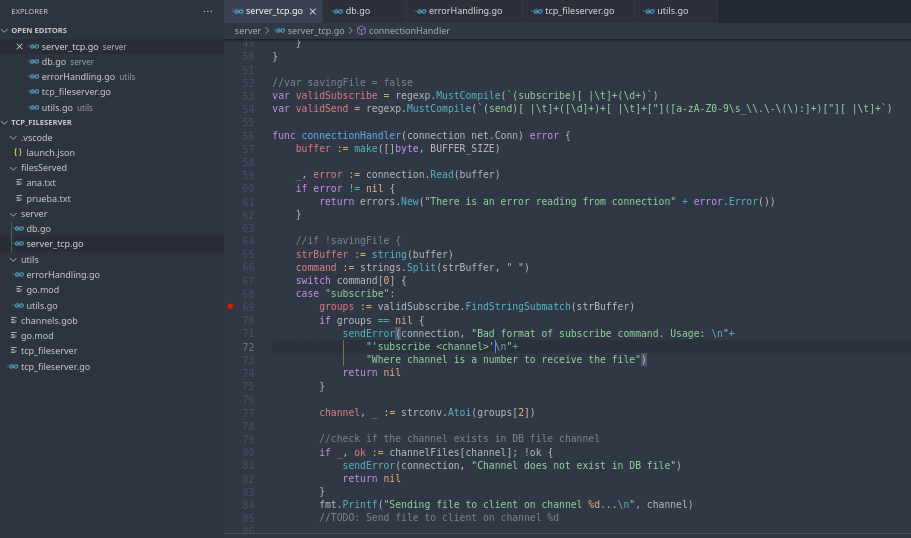 EXPLORER
···
OPEN EDITORS
server_tcp.go server
db.go server
errorHandling.go utils
tcp_fileserver.go
utils.go utils
TCP_FILESERVER
.vscode
{} launch.json
filesServed
ana.txt
prueba.txt
server
db.go
server_tcp.go
utils
errorHandling.go
go.mod
utils.go
channels.gob
go.mod
tcp_fileserver
tcp_fileserver.go
server_tcp.go db.go errorHandling.go tcp_fileserver.go utils.go
server > server_tcp.go > connectionHandler
49 }
50 }
51
52 //var savingFile = false
53 var validSubscribe = regexp.MustCompile(`(subscribe)[ |\t]+(\d+)`)
54 var validSend = regexp.MustCompile(`(send)[ |\t]+([\d]+)+[ |\t]+["]([a-zA-Z0-9\s_\\.\-\(\):]+)["][ |\t]+`)
55
56 func connectionHandler(connection net.Conn) error {
57 buffer := make([]byte, BUFFER_SIZE)
58
59 _, error := connection.Read(buffer)
60 if error != nil {
61 return errors.New("There is an error reading from connection" + error.Error())
62 }
63
64 //if !savingFile {
65 strBuffer := string(buffer)
66 command := strings.Split(strBuffer, " ")
67 switch command[0] {
68 case "subscribe":
69 groups := validSubscribe.FindStringSubmatch(strBuffer)
70 if groups == nil {
71 sendError(connection, "Bad format of subscribe command. Usage: \n"+
72 "'subscribe <channel>'\n"+
73 "Where channel is a number to receive the file")
74 return nil
75 }
76
77 channel, _ := strconv.Atoi(groups[2])
78
79 //check if the channel exists in DB file channel
80 if _, ok := channelFiles[channel]; !ok {
81 sendError(connection, "Channel does not exist in DB file")
82 return nil
83 }
84 fmt.Printf("Sending file to client on channel %d...\n", channel)
85 //TODO: Send file to client on channel %d
86